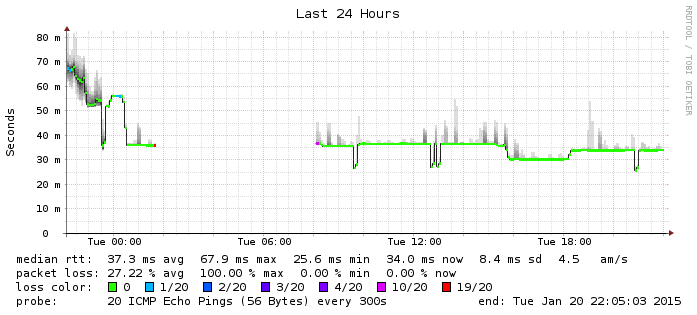 Last 24 Hours
RRDTOOL / TOBI OETIKER
Seconds
80 m
70 m
60 m
50 m
40 m
30 m
20 m
10 m
0
Tue 00:00 Tue 06:00 Tue 12:00 Tue 18:00
median rtt: 37.3 ms avg 67.9 ms max 25.6 ms min 34.0 ms now 8.4 ms sd 4.5 am/s
packet loss: 27.22 % avg 100.00 % max 0.00 % min 0.00 % now
loss color: 0 1/20 2/20 3/20 4/20 10/20 19/20
probe: 20 ICMP Echo Pings (56 Bytes) every 300s end: Tue Jan 20 22:05:03 2015